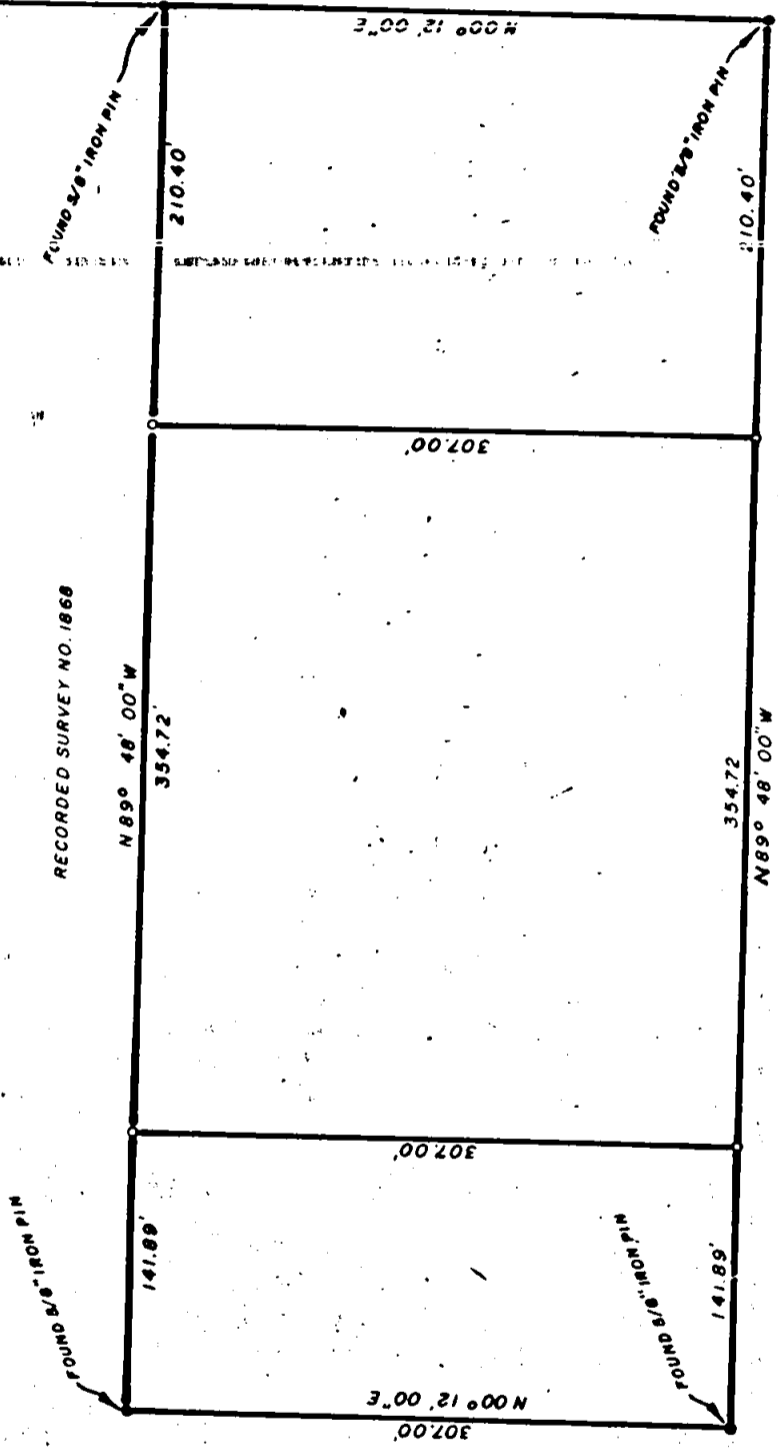 N 00° 12' 00" E
FOUND 5/8" IRON PIN
FOUND 5/8" IRON PIN
210.40'
210.40'
307.00'
RECORDED SURVEY NO. 1868
N 89° 48' 00" W
354.72'
354.72
N 89° 48' 00" W
307.00'
FOUND 5/8" IRON PIN
141.89'
FOUND 5/8" IRON PIN
141.89'
N 00° 12' 00" E
307.00'